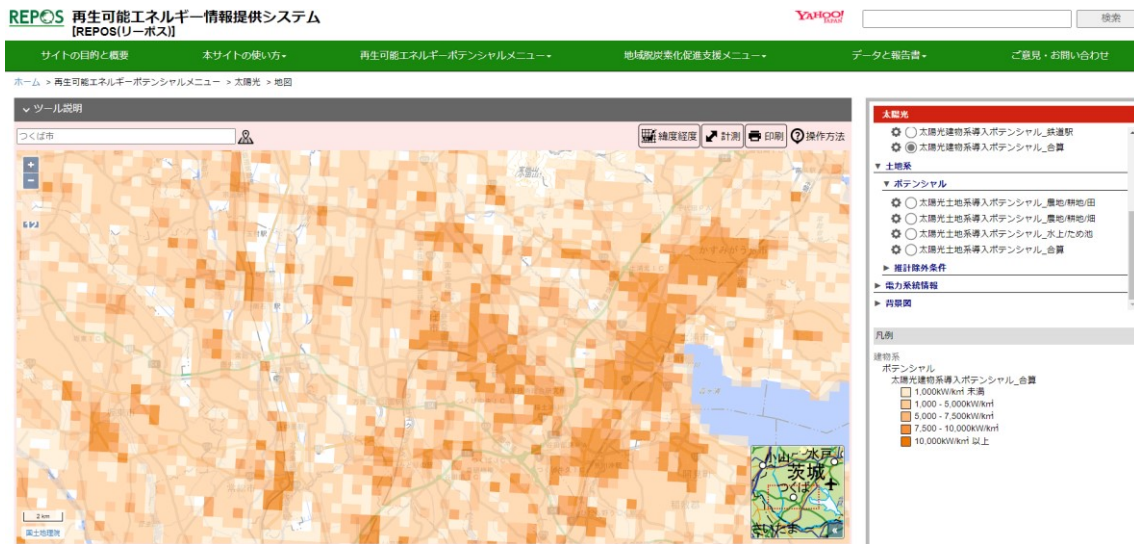 REPOS 再生可能エネルギー情報提供システム
[REPOS(リーポス)]
YAHOO!
JAPAN
検索
サイトの目的と概要 本サイトの使い方 再生可能エネルギーポテンシャルメニュー 地域脱炭素化促進支援メニュー データと報告書 ご意見・お問い合わせ
ホーム > 再生可能エネルギーポテンシャルメニュー > 太陽光 > 地図
ツール説明
つくば市
緯度経度 計測 印刷 操作方法
+
-
かすみがうら市
2 km
国土地理院
小山 水戸
茨城
つくば
さいたま
太陽光
太陽光建物系導入ポテンシャル_鉄道駅
太陽光建物系導入ポテンシャル_合算
▼ 土地系
▼ ポテンシャル
太陽光土地系導入ポテンシャル_農地/耕地/田
太陽光土地系導入ポテンシャル_農地/耕地/畑
太陽光土地系導入ポテンシャル_水上/ため池
太陽光土地系導入ポテンシャル_合算
▶ 推計除外条件
▶ 電力系統情報
▶ 背景図
凡例
建物系
ポテンシャル
太陽光建物系導入ポテンシャル_合算
1,000kW/km² 未満
1,000 - 5,000kW/km²
5,000 - 7,500kW/km²
7,500 - 10,000kW/km²
10,000kW/km² 以上